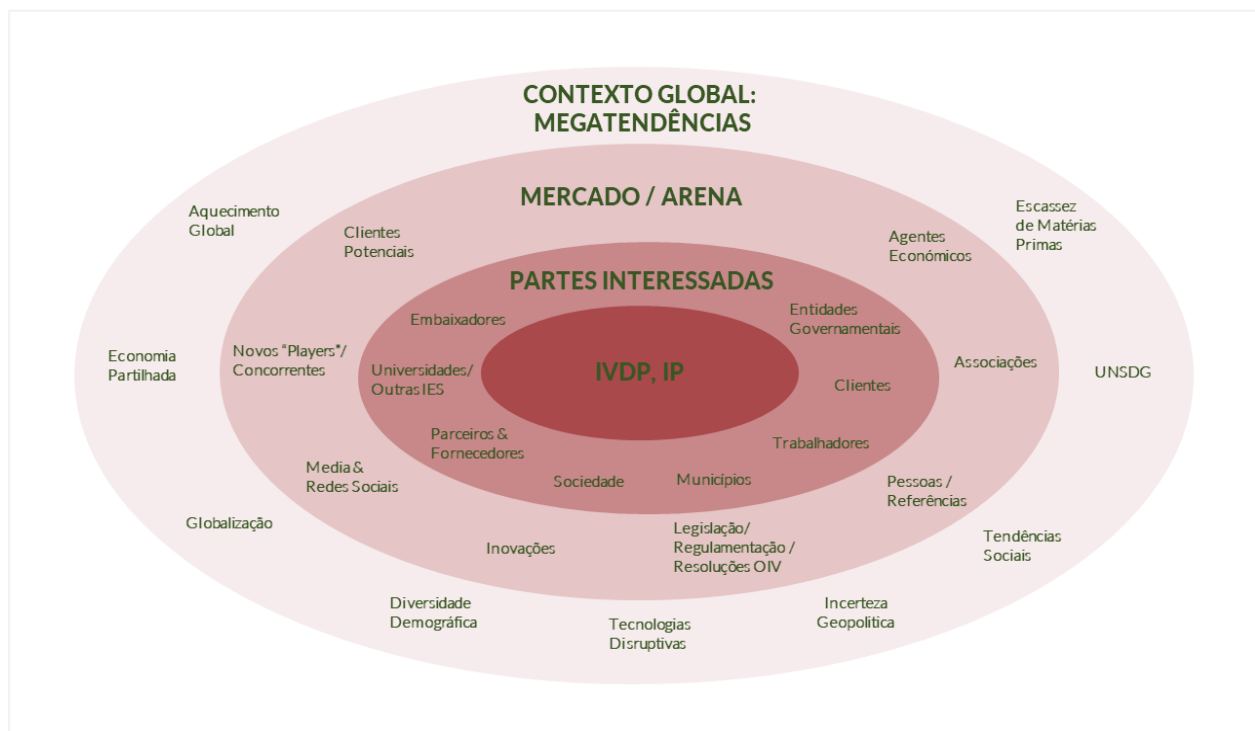 CONTEXTO GLOBAL:
MEGATENDÊNCIAS
MERCADO / ARENA
PARTES INTERESSADAS
IVDP, IP
Aquecimento
Global
Economia
Partilhada
Globalização
Diversidade
Demográfica
Tecnologias
Disruptivas
Incerteza
Geopolitica
Tendências
Sociais
UNSDG
Escassez
de Matérias
Primas
Clientes
Potenciais
Novos “Players”/
Concorrentes
Media &
Redes Sociais
Inovações
Legislação/
Regulamentação /
Resoluções OIV
Pessoas /
Referências
Associações
Agentes
Económicos
Embaixadores
Universidades/
Outras IES
Parceiros &
Fornecedores
Sociedade
Municípios
Trabalhadores
Clientes
Entidades
Governamentais